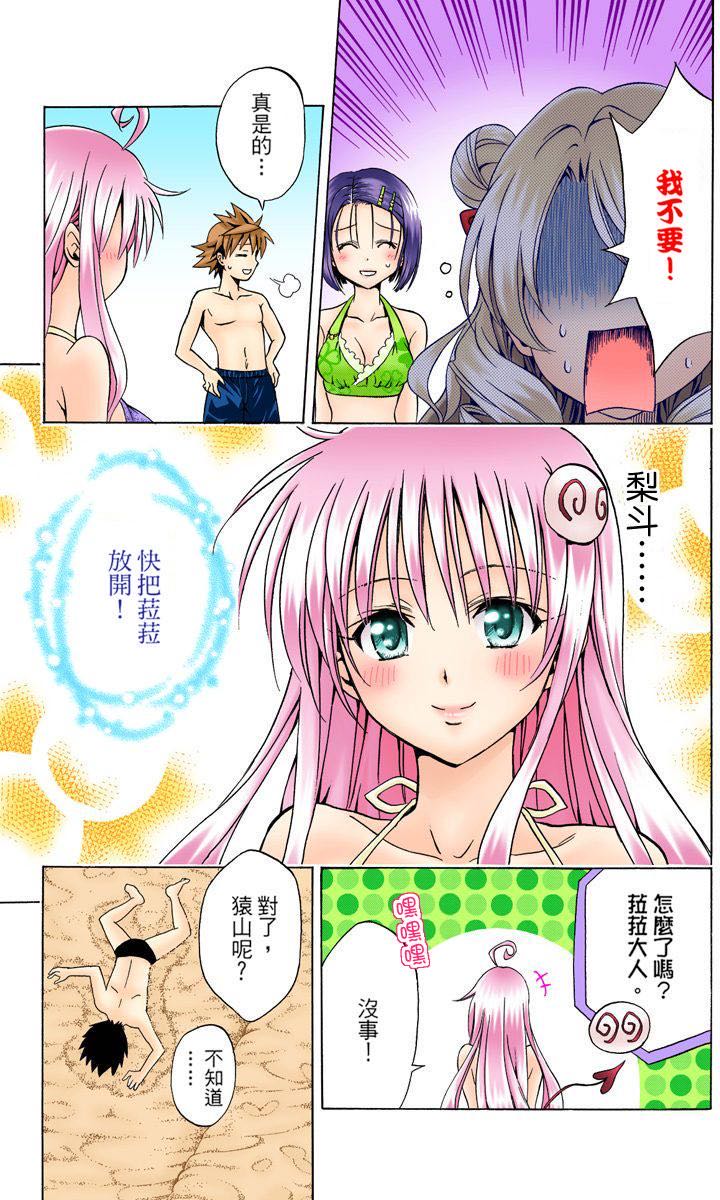 我不要！
真是的…
梨斗……
快把菈菈
放開！
怎麼了嗎？
菈菈大人。
嘿嘿嘿
沒事！
對了，
猿山呢？
不知道
……